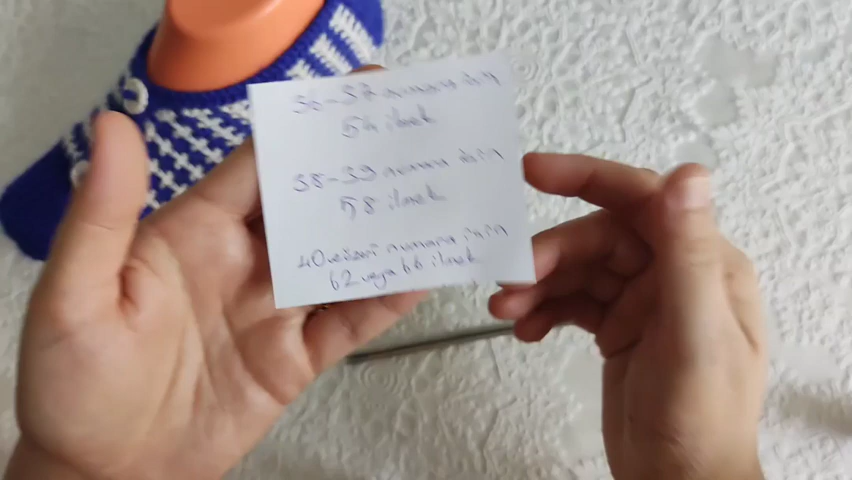 36-37 numara için
54 ilmek
38-39 numara için
58 ilmek
40 üzeri numara için
62 veya 66 ilmek